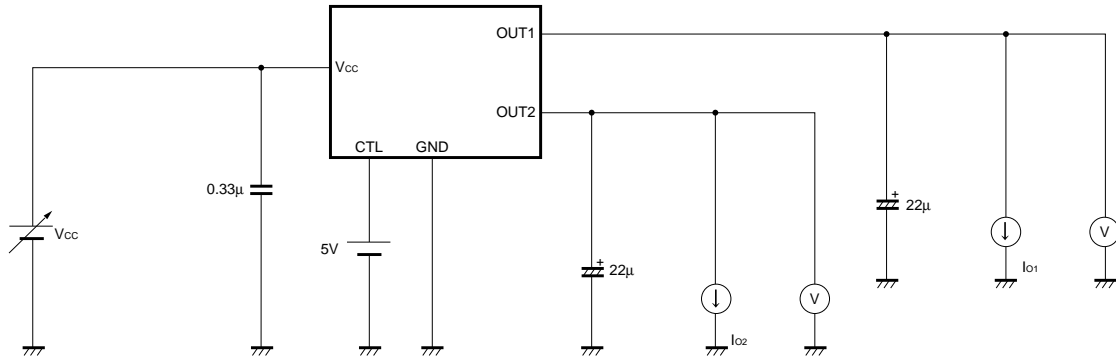 OUT1
VCC
OUT2
CTL GND
0.33μ
+
22μ
VCC
5V
+
22μ
V
IO1
V
IO2